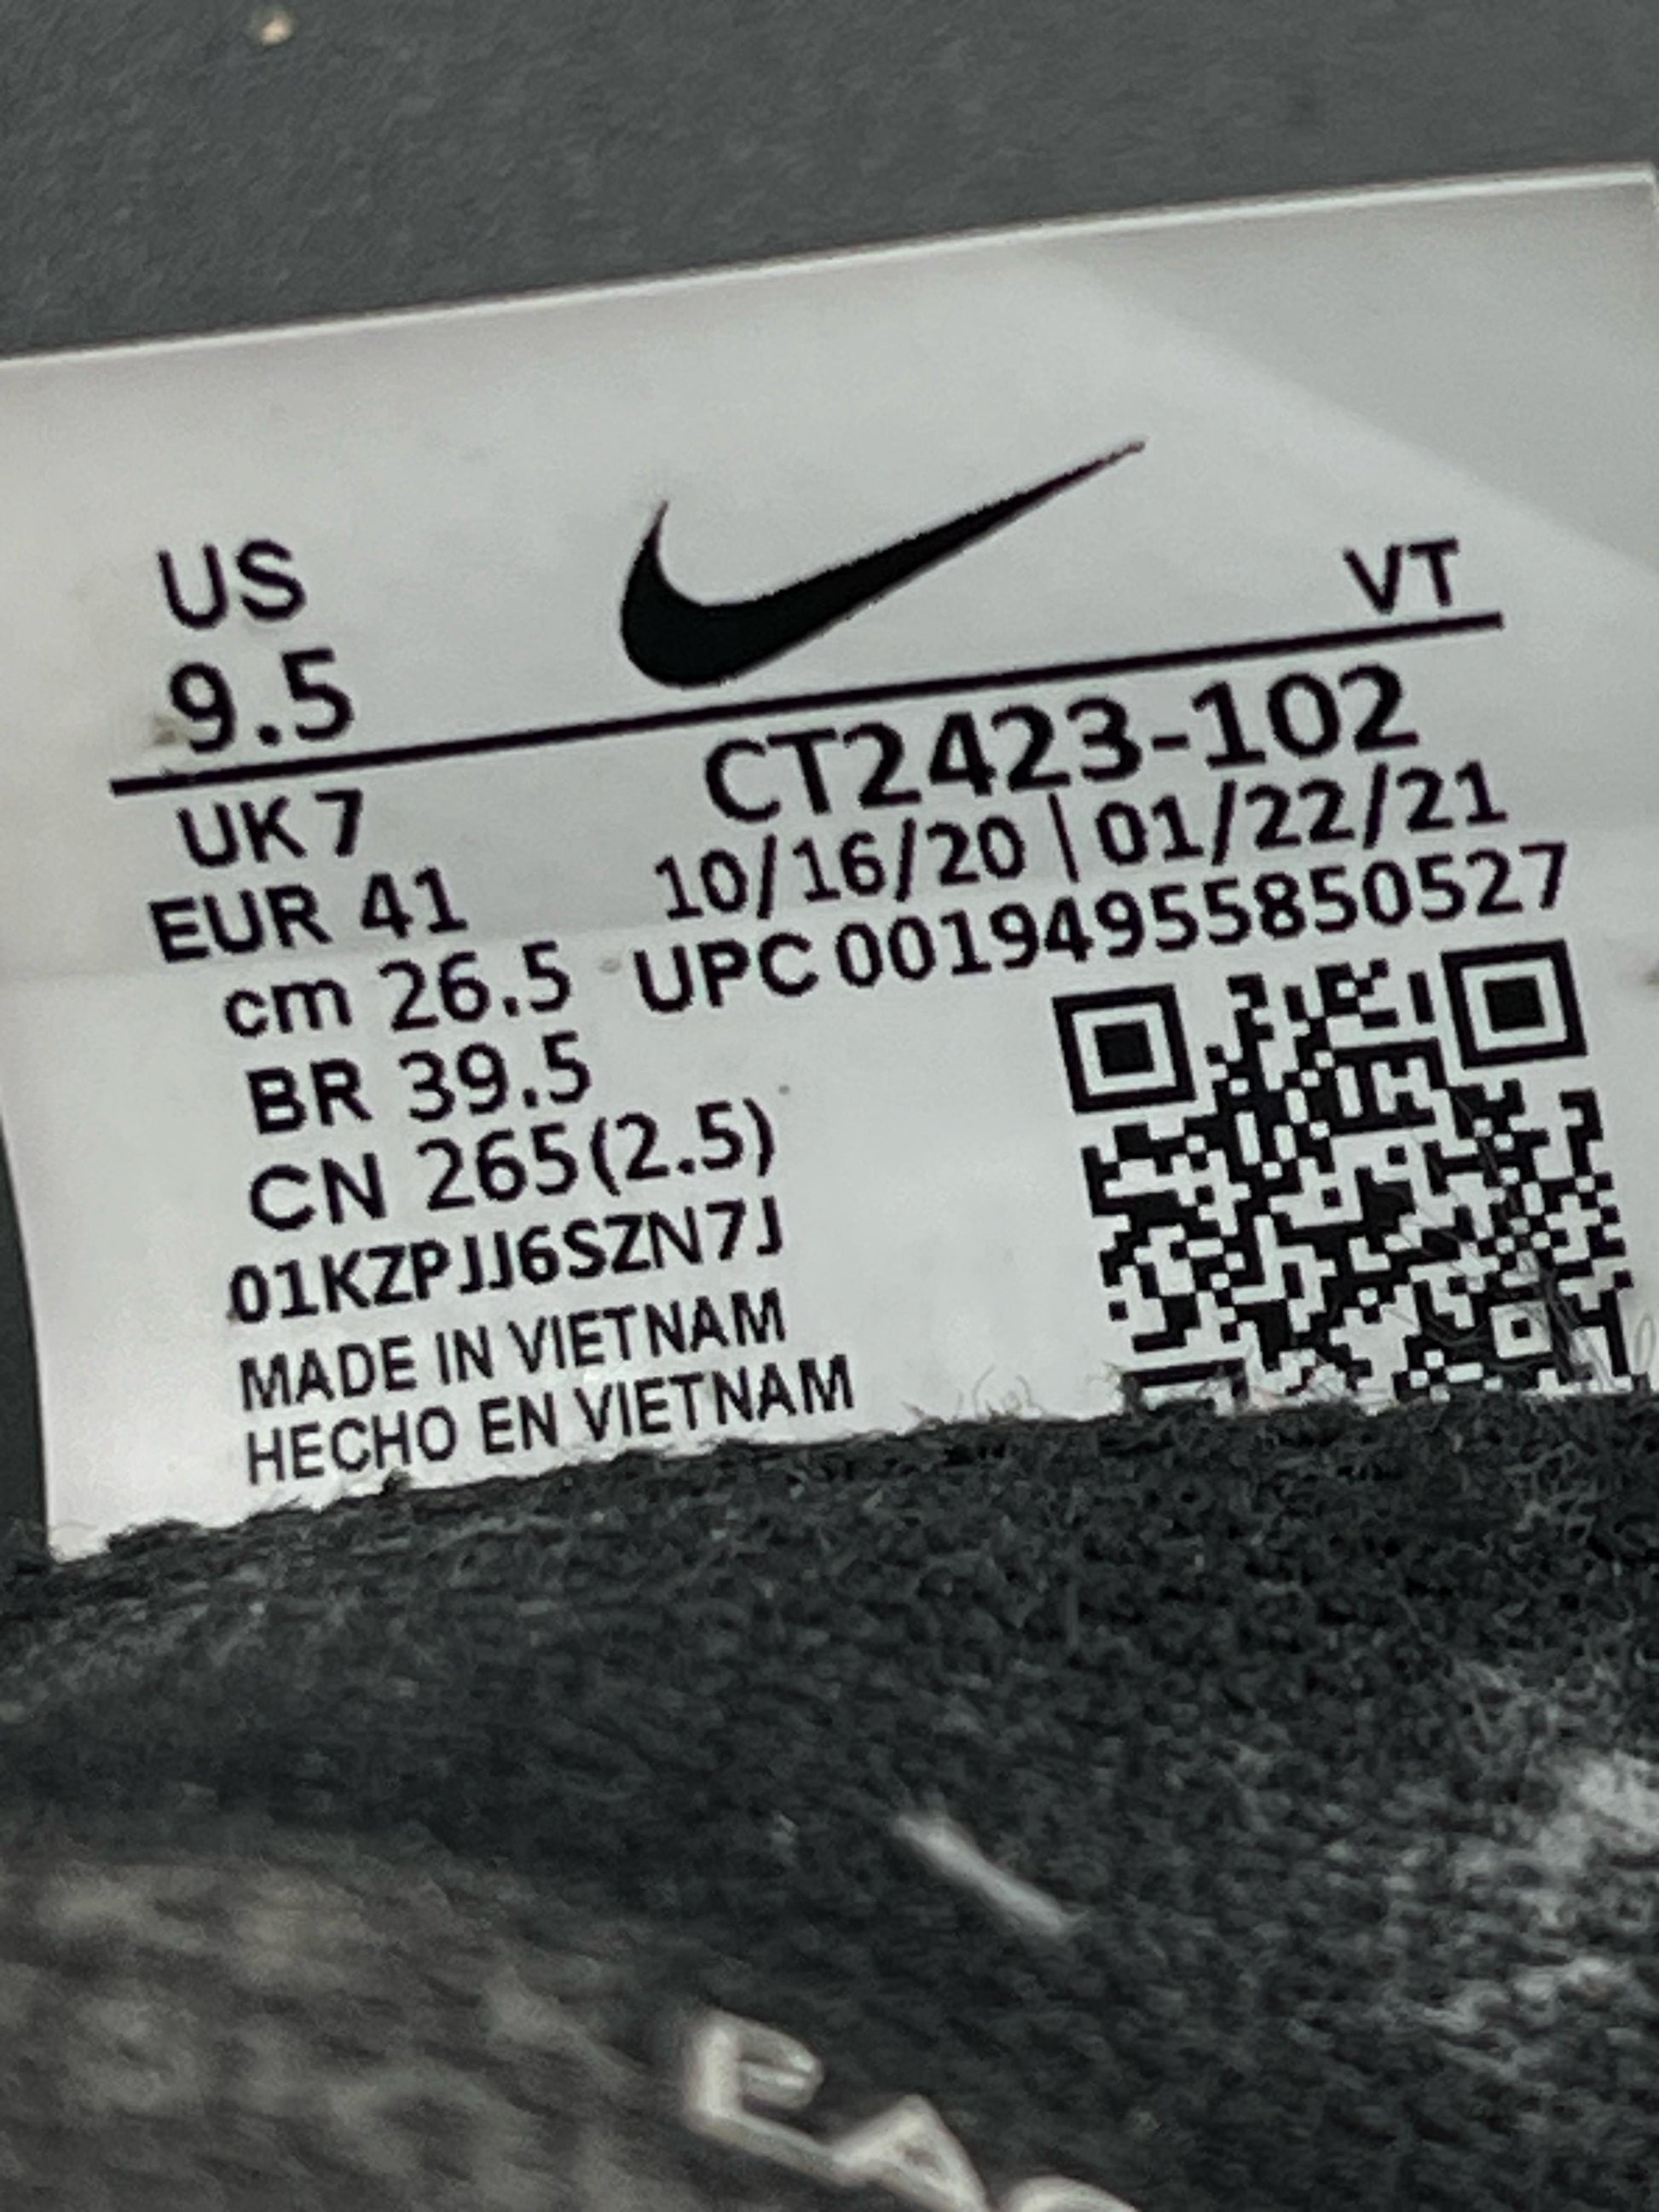 US
9.5
VT
UK 7
CT2423-102
EUR 41
10/16/20 | 01/22/21
cm 26.5
UPC 00194955850527
BR 39.5
CN 265(2.5)
01KZPJJ6SZN7J
MADE IN VIETNAM
HECHO EN VIETNAM